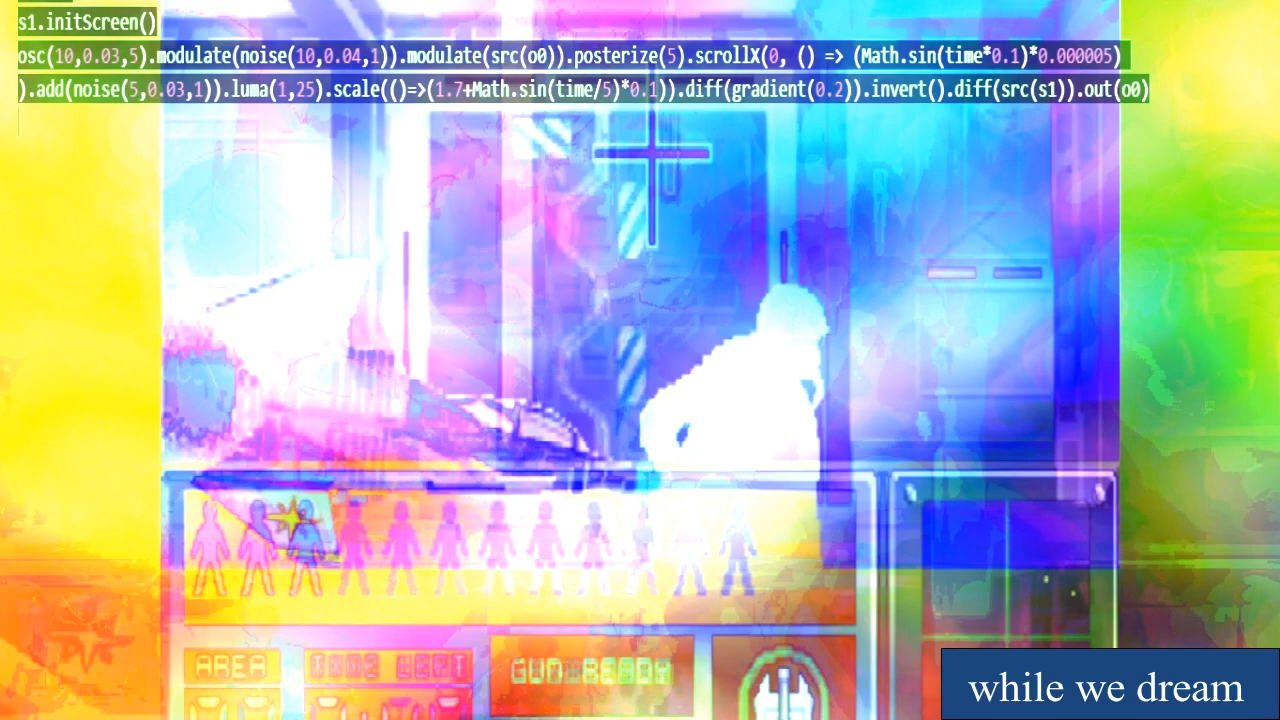 s1.initScreen()
osc(10,0.03,5).modulate(noise(10,0.04,1)).modulate(src(o0)).posterize(5).scrollX(0, () => (Math.sin(time*0.1)*0.000005)
).add(noise(5,0.03,1)).luma(1,25).scale(()=>(1.7+Math.sin(time/5)*0.1)).diff(gradient(0.2)).invert().diff(src(s1)).out(o0)
AREA
while we dream